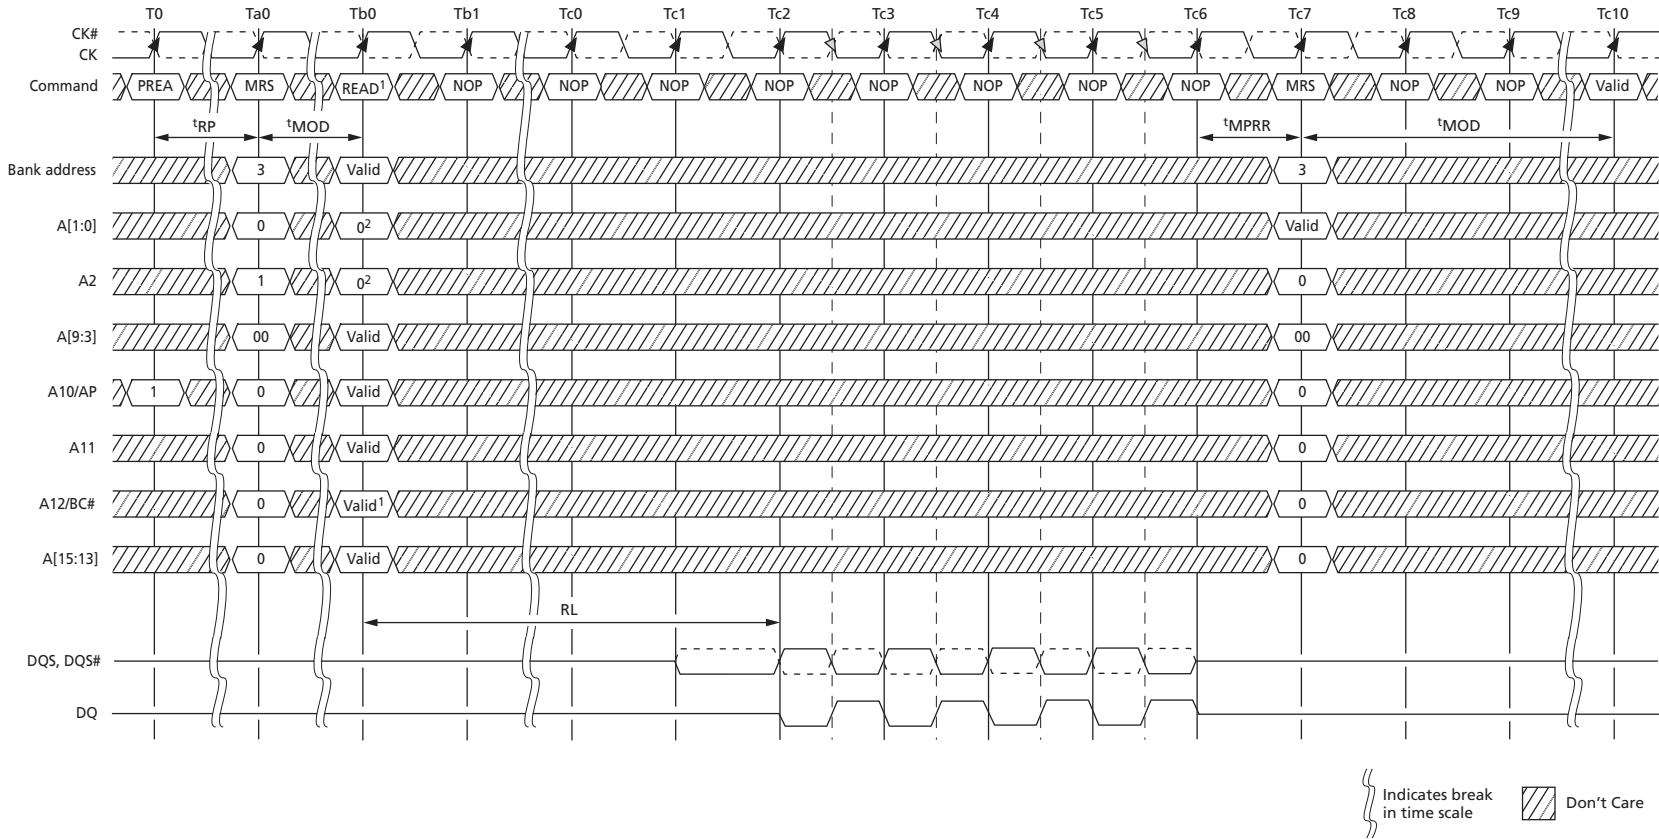 T0 Ta0 Tb0 Tb1 Tc0 Tc1 Tc2 Tc3 Tc4 Tc5 Tc6 Tc7 Tc8 Tc9 Tc10
CK#
CK
Command PREA MRS READ1 NOP NOP NOP NOP NOP NOP NOP NOP MRS NOP NOP Valid
tRP tMOD tMPRR tMOD
Bank address 3 Valid 3
A[1:0] 0 02 Valid
A2 1 02 0
A[9:3] 00 Valid 00
A10/AP 1 0 Valid 0
A11 0 Valid 0
A12/BC# 0 Valid1 0
A[15:13] 0 Valid 0
RL
DQS, DQS#
DQ
Indicates break
in time scale
Don't Care